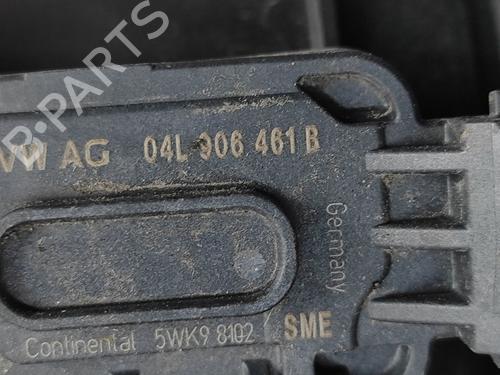 B-PARTS
VW AG 04L 906 461 B
Germany
Continental 5WK9 8102
SME